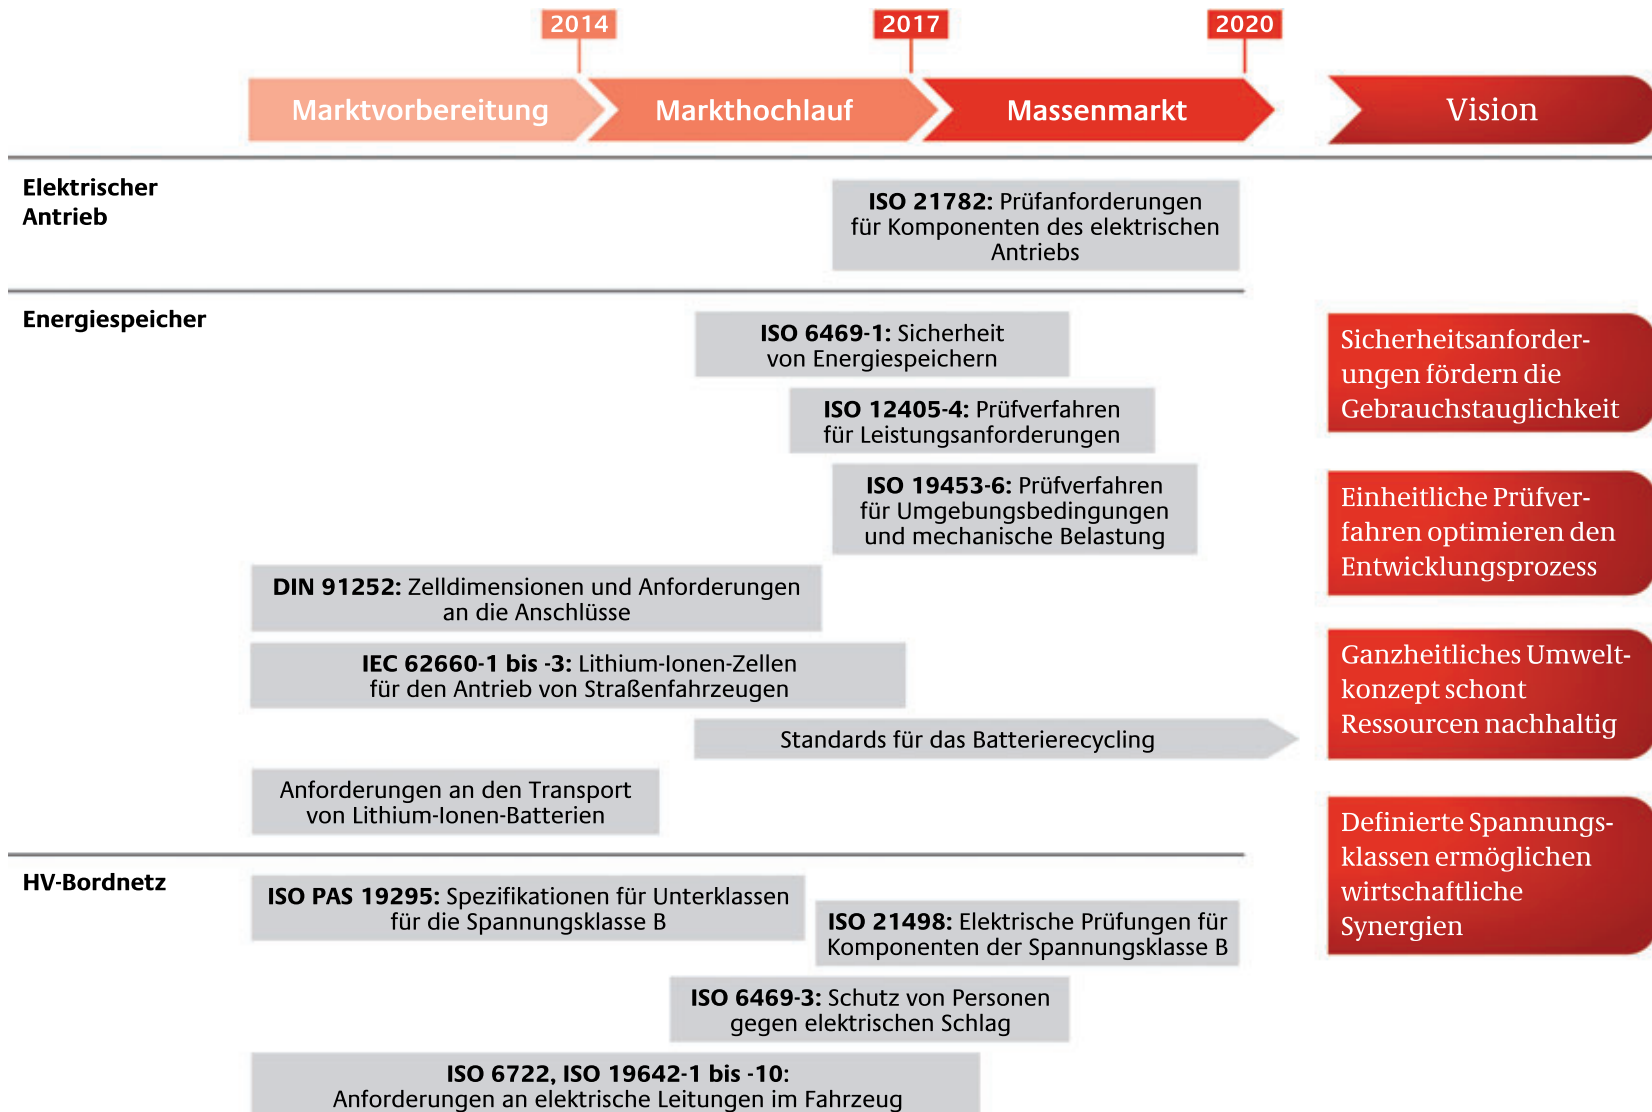 2014
2017
2020
Marktvorbereitung
Markthochlauf
Massenmarkt
Vision
Elektrischer
Antrieb
ISO 21782: Prüfanforderungen
für Komponenten des elektrischen
Antriebs
Energiespeicher
ISO 6469-1: Sicherheit
von Energiespeichern
ISO 12405-4: Prüfverfahren
für Leistungsanforderungen
ISO 19453-6: Prüfverfahren
für Umgebungsbedingungen
und mechanische Belastung
DIN 91252: Zelldimensionen und Anforderungen
an die Anschlüsse
IEC 62660-1 bis -3: Lithium-Ionen-Zellen
für den Antrieb von Straßenfahrzeugen
Standards für das Batterierecycling
Anforderungen an den Transport
von Lithium-Ionen-Batterien
Sicherheitsanforder-
ungen fördern die
Gebrauchstauglichkeit
Einheitliche Prüfver-
fahren optimieren den
Entwicklungsprozess
Ganzheitliches Umwelt-
konzept schont
Ressourcen nachhaltig
Definierte Spannungs-
klassen ermöglichen
wirtschaftliche
Synergien
HV-Bordnetz
ISO PAS 19295: Spezifikationen für Unterklassen
für die Spannungsklasse B
ISO 21498: Elektrische Prüfungen für
Komponenten der Spannungsklasse B
ISO 6469-3: Schutz von Personen
gegen elektrischen Schlag
ISO 6722, ISO 19642-1 bis -10:
Anforderungen an elektrische Leitungen im Fahrzeug